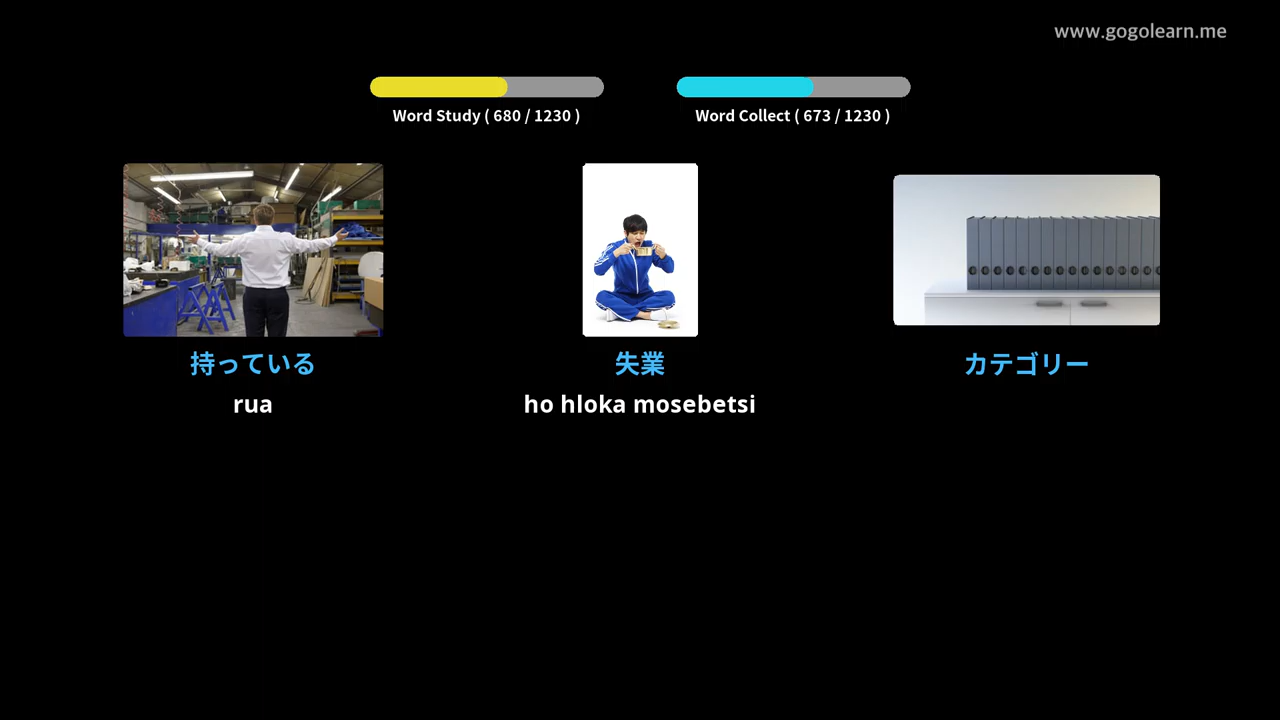 www.gogolearn.me
Word Study ( 680 / 1230 )
Word Collect ( 673 / 1230 )
持っている
失業
カテゴリー
rua
ho hloka mosebetsi